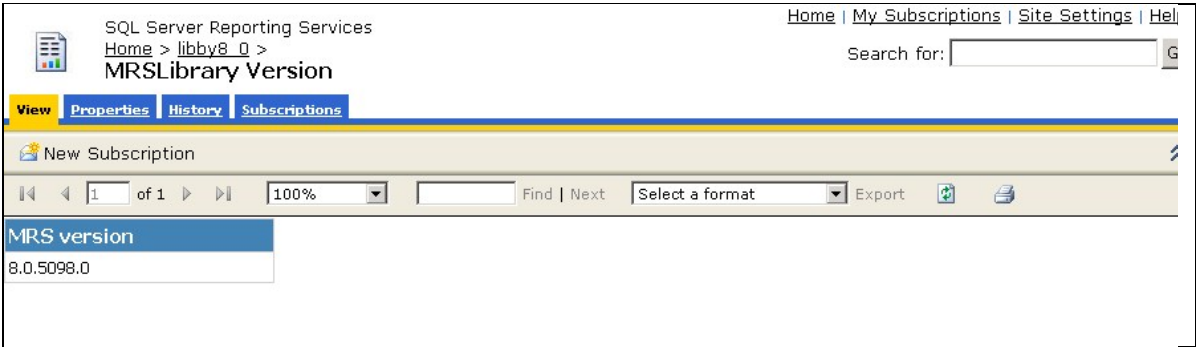 SQL Server Reporting Services
Home > libby8_0 >
MRSLibrary Version
Home | My Subscriptions | Site Settings | Hel
Search for: G
View Properties History Subscriptions
New Subscription
1 of 1 100% Find | Next Select a format Export
MRS version
8.0.5098.0